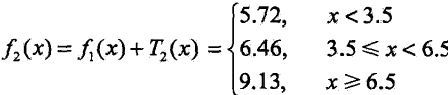 f₂(x) = f₁(x) + T₂(x) = { 5.72, x < 3.5
6.46, 3.5 ⩽ x < 6.5
9.13, x ⩾ 6.5